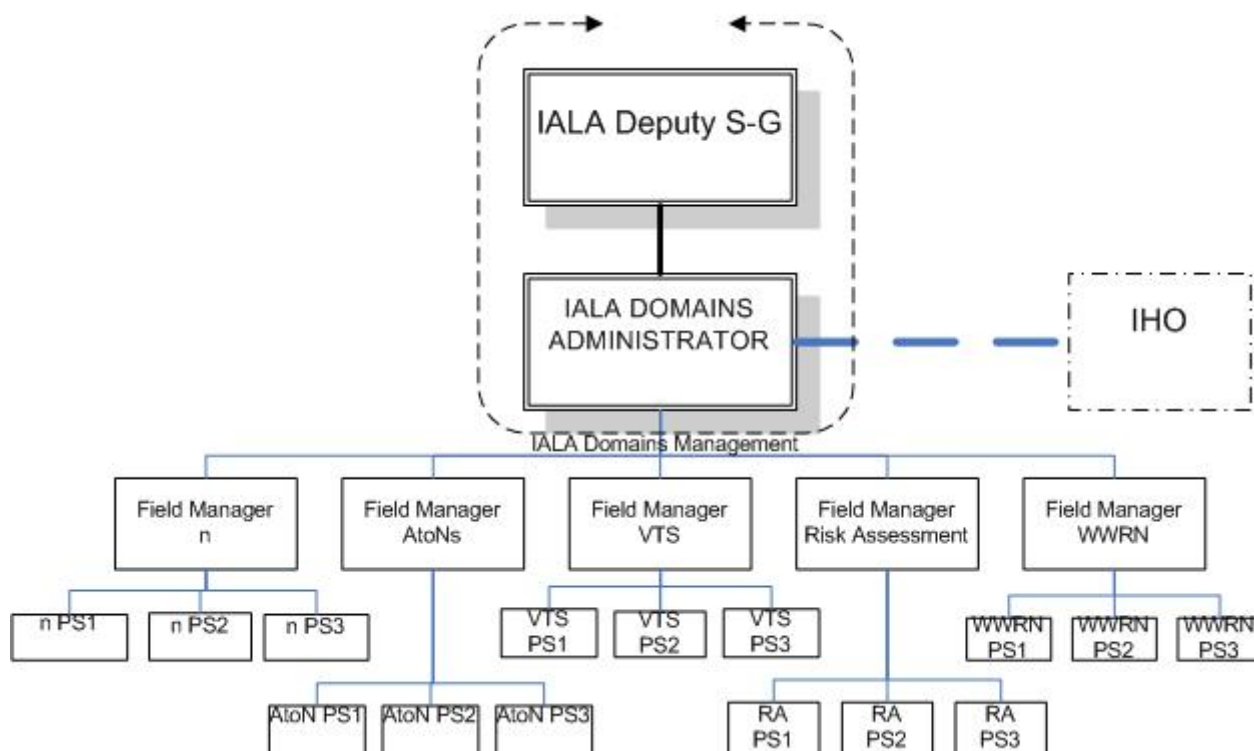 IALA Deputy S-G
IALA DOMAINS
ADMINISTRATOR
IHO
IALA Domains Management
Field Manager
n
Field Manager
AtoNs
Field Manager
VTS
Field Manager
Risk Assessment
Field Manager
WWRN
n PS1
n PS2
n PS3
VTS
PS1
VTS
PS2
VTS
PS3
WWRN
PS1
WWRN
PS2
WWRN
PS3
AtoN PS1
AtoN PS2
AtoN PS3
RA
PS1
RA
PS2
RA
PS3